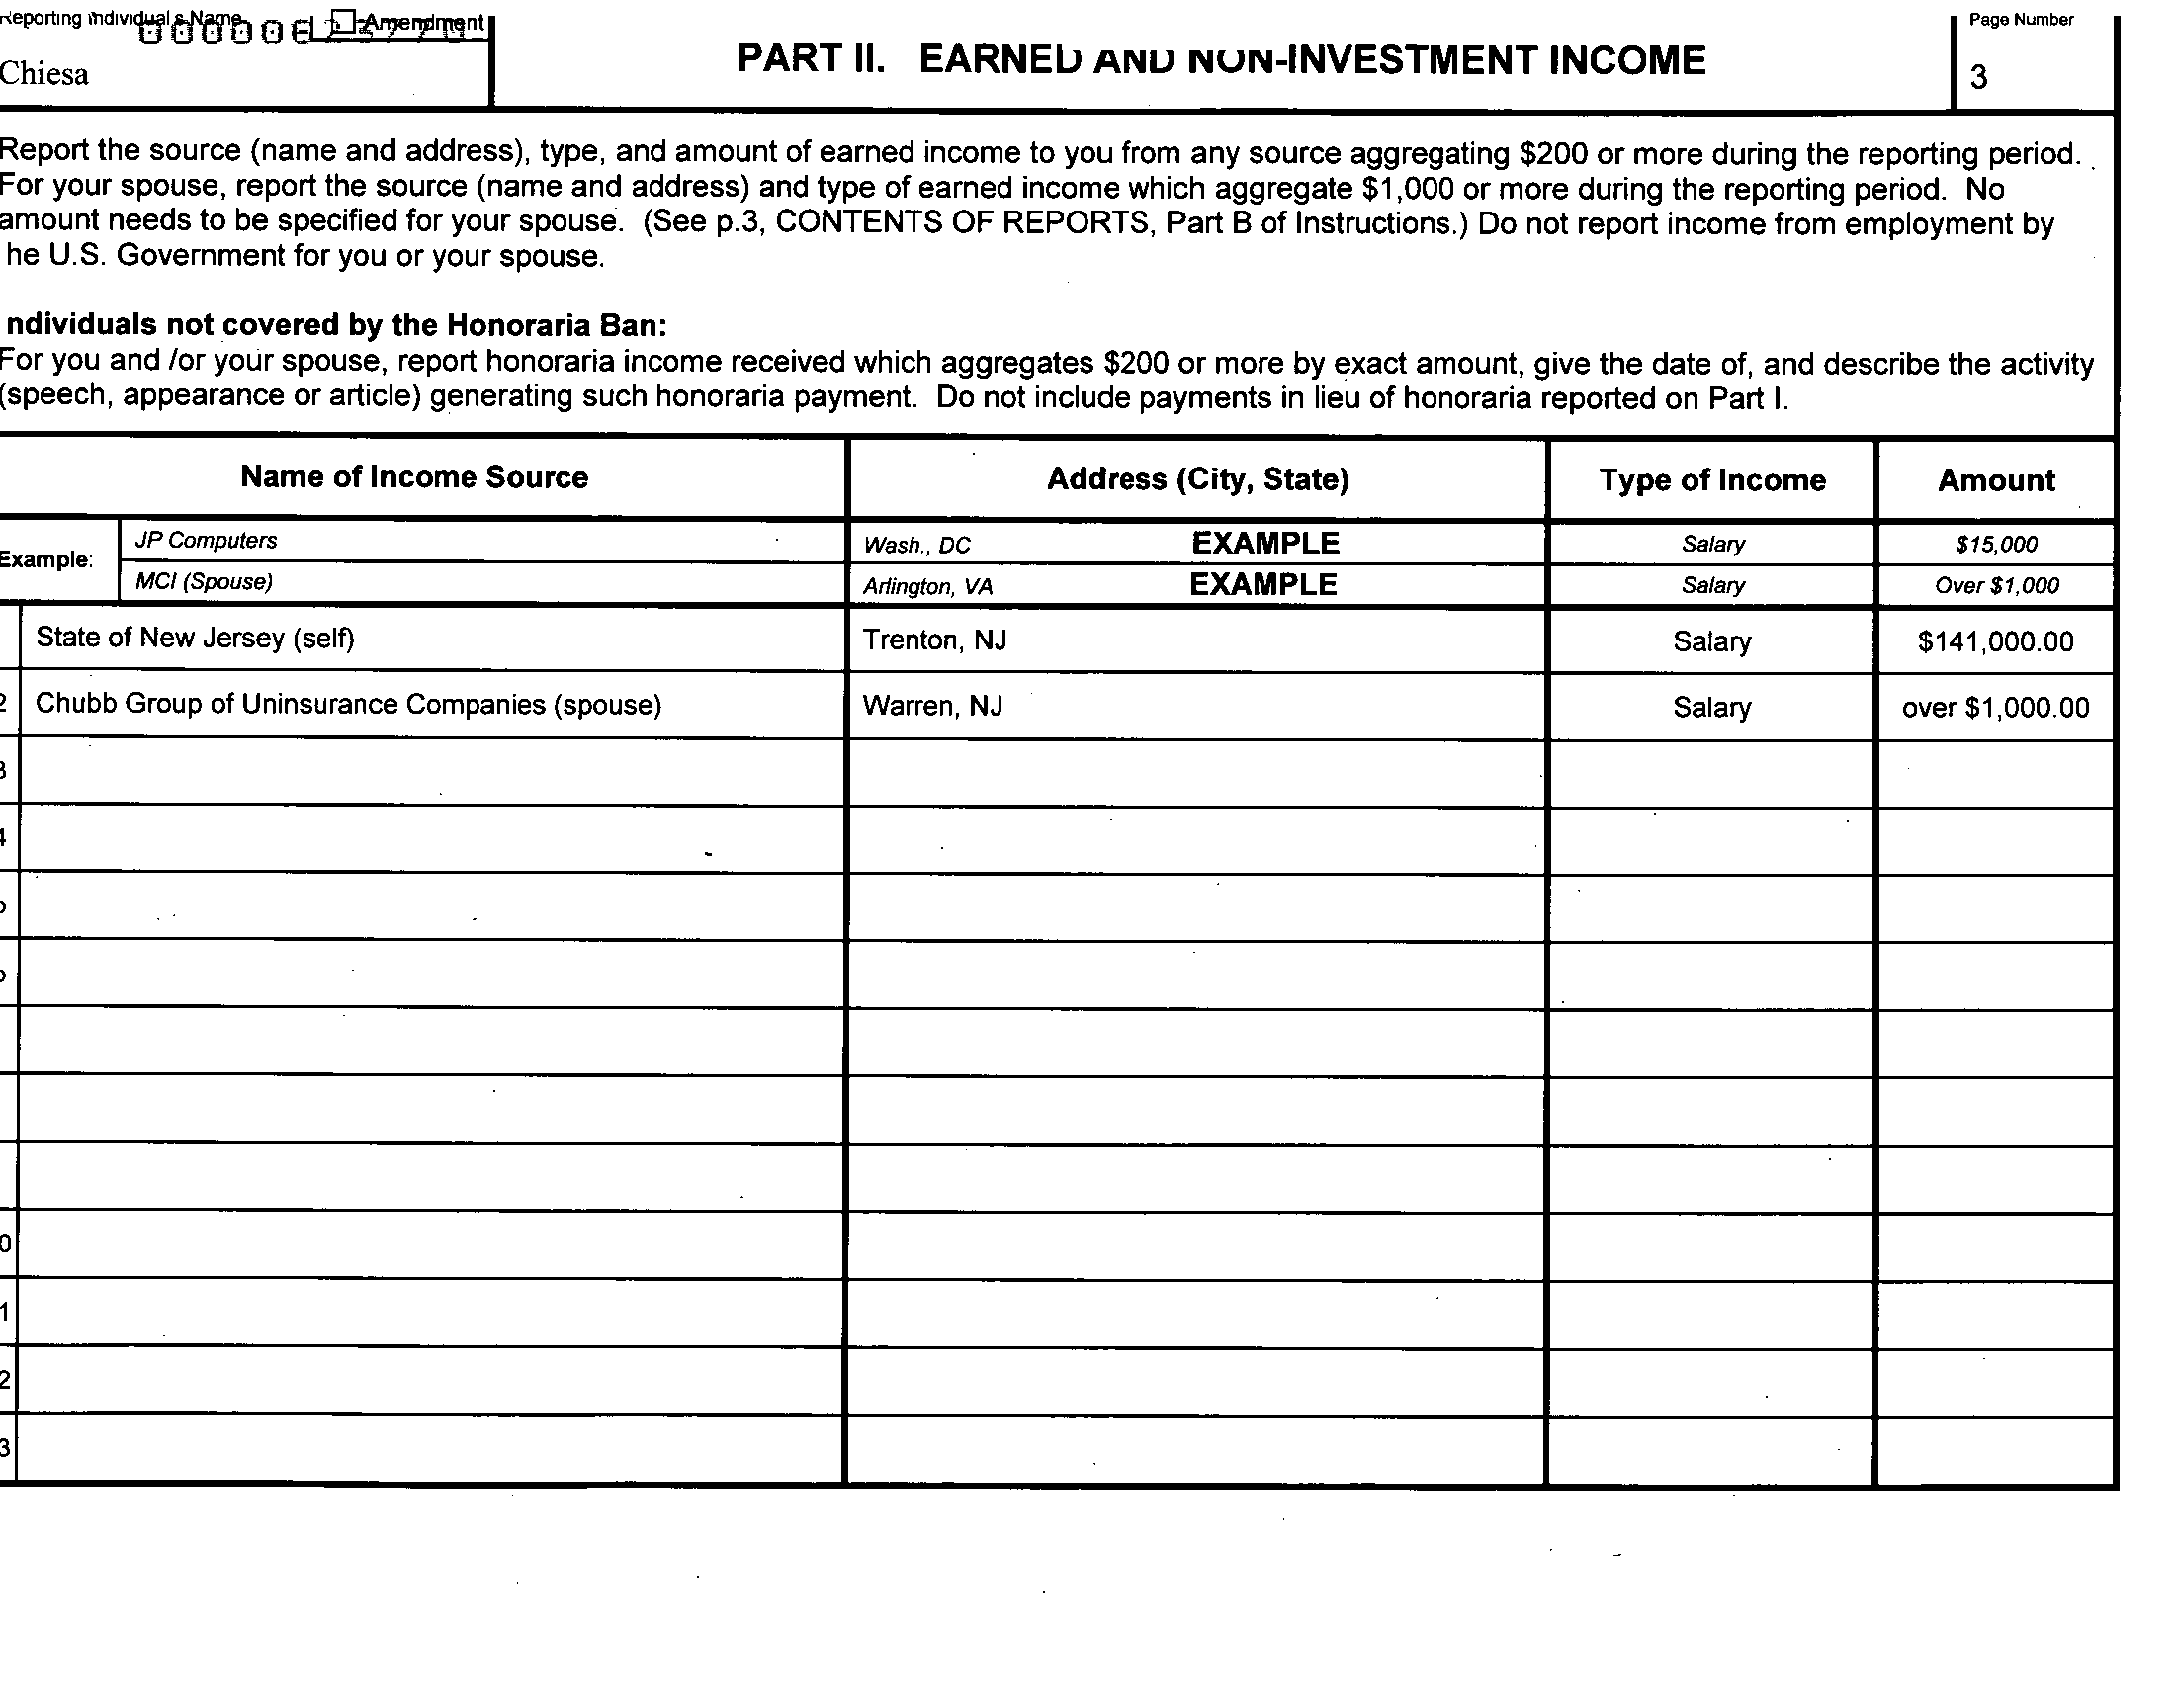 Reporting Individual's Name
Amendment
Chiesa
PART II. EARNED AND NON-INVESTMENT INCOME
Page Number
3
Report the source (name and address), type, and amount of earned income to you from any source aggregating $200 or more during the reporting period.
For your spouse, report the source (name and address) and type of earned income which aggregate $1,000 or more during the reporting period. No
amount needs to be specified for your spouse. (See p.3, CONTENTS OF REPORTS, Part B of Instructions.) Do not report income from employment by
he U.S. Government for you or your spouse.
ndividuals not covered by the Honoraria Ban:
For you and /or your spouse, report honoraria income received which aggregates $200 or more by exact amount, give the date of, and describe the activity
(speech, appearance or article) generating such honoraria payment. Do not include payments in lieu of honoraria reported on Part I.
Name of Income Source Address (City, State) Type of Income Amount
Example: JP Computers Wash., DC EXAMPLE Salary $15,000
MCI (Spouse) Arlington, VA EXAMPLE Salary Over $1,000
State of New Jersey (self) Trenton, NJ Salary $141,000.00
2 Chubb Group of Uninsurance Companies (spouse) Warren, NJ Salary over $1,000.00
3
4
0
1
2
3